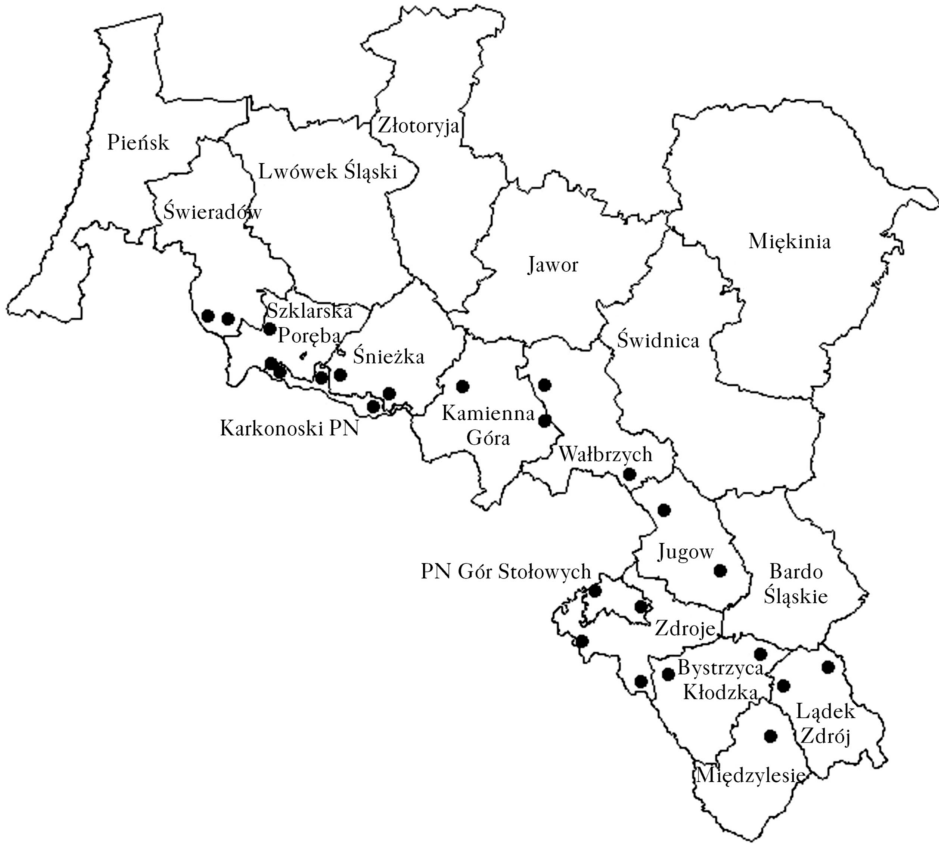 Złotoryja
Pieńsk
Lwówek Śląski
Świeradów
Miękinia
Jawor
Szklarska
Poręba
Świdnica
Śnieżka
Kamienna
Góra
Karkonoski PN
Wałbrzych
Jugow
PN Gór Stołowych
Bardo
Śląskie
Zdroje
Bystrzyca
Kłodzka
Lądek
Zdrój
Międzylesie